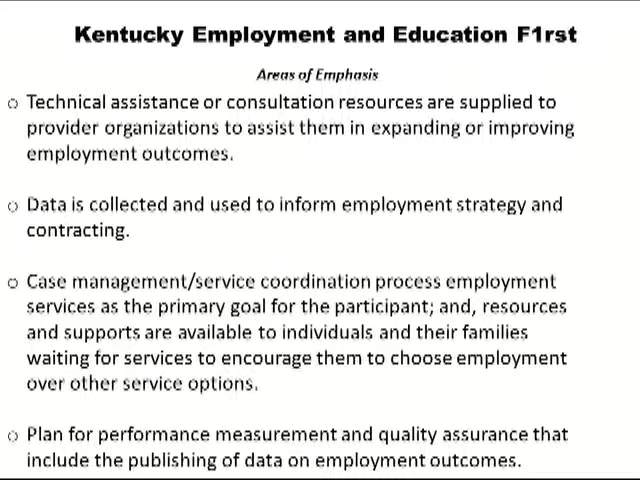 Kentucky Employment and Education F1rst
Areas of Emphasis
○ Technical assistance or consultation resources are supplied to
provider organizations to assist them in expanding or improving
employment outcomes.
○ Data is collected and used to inform employment strategy and
contracting.
○ Case management/service coordination process employment
services as the primary goal for the participant; and, resources
and supports are available to individuals and their families
waiting for services to encourage them to choose employment
over other service options.
○ Plan for performance measurement and quality assurance that
include the publishing of data on employment outcomes.